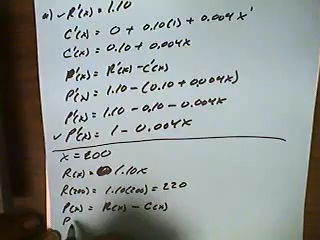 a) ✓ R'(x) = 1.10
C'(x) = 0 + 0.10(1) + 0.004x'
C'(x) = 0.10 + 0.004x
P'(x) = R'(x) - C'(x)
P'(x) = 1.10 - (0.10 + 0.004x)
P'(x) = 1.10 - 0.10 - 0.004x
✓ P'(x) = 1 - 0.004x
x = 200
R(x) = 1.10x
R(200) = 1.10(200) = 220
P(x) = R(x) - C(x)
P